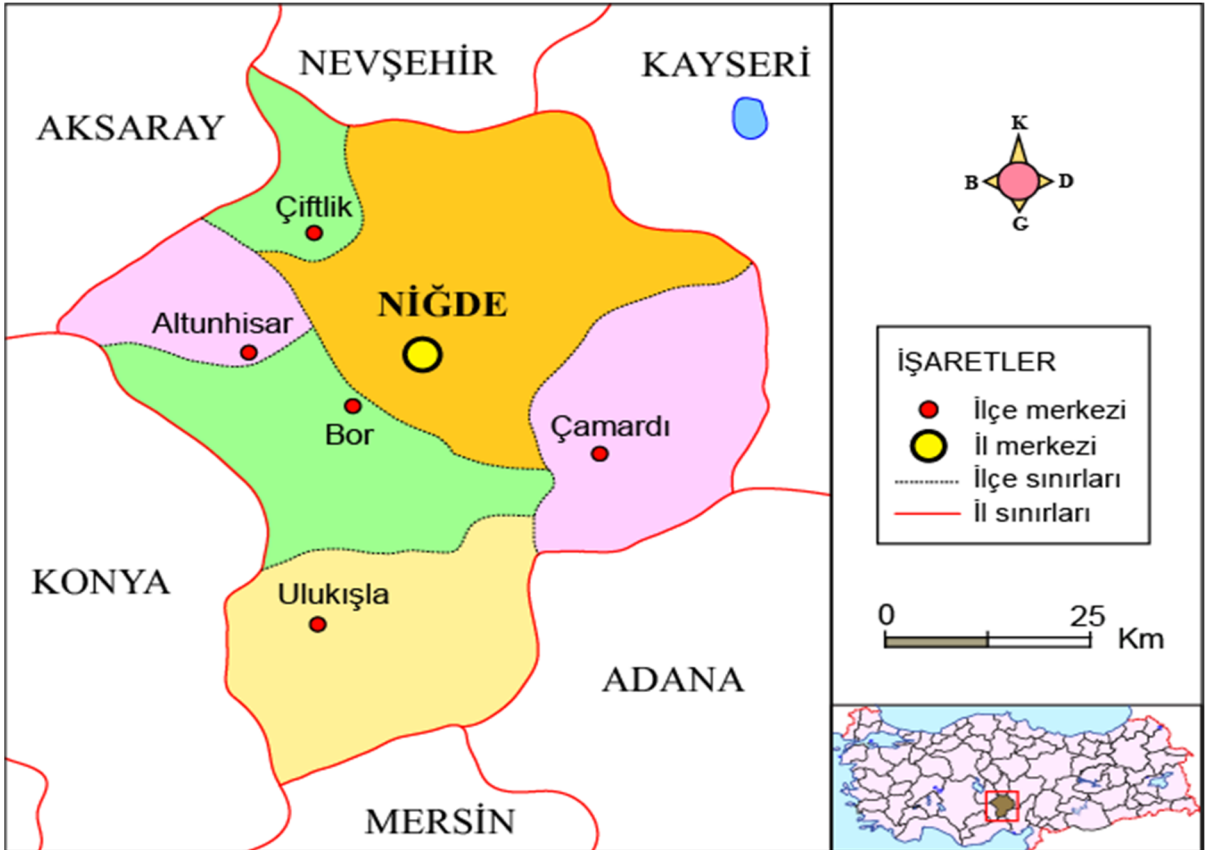 NEVŞEHİR
KAYSERİ
AKSARAY
Çiftlik
NİĞDE
Altunhisar
Bor
Çamardı
KONYA
Ulukışla
ADANA
MERSİN
K
B D
G
İŞARETLER
İlçe merkezi
İl merkezi
İlçe sınırları
İl sınırları
0 25
Km